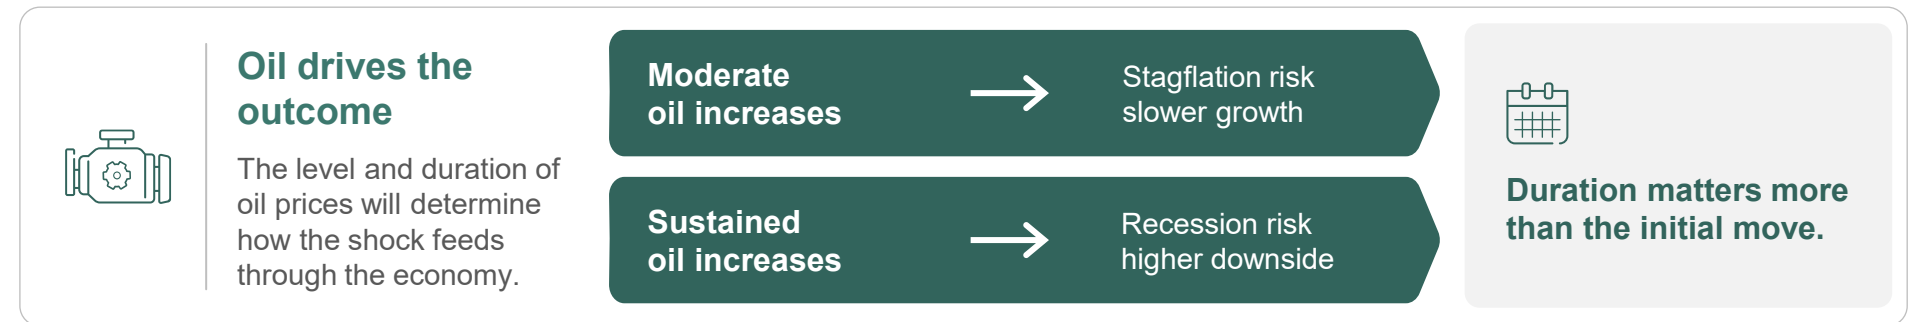 Oil drives the
outcome
The level and duration of
oil prices will determine
how the shock feeds
through the economy.
Moderate
oil increases
Stagflation risk
slower growth
Sustained
oil increases
Recession risk
higher downside
Duration matters more
than the initial move.